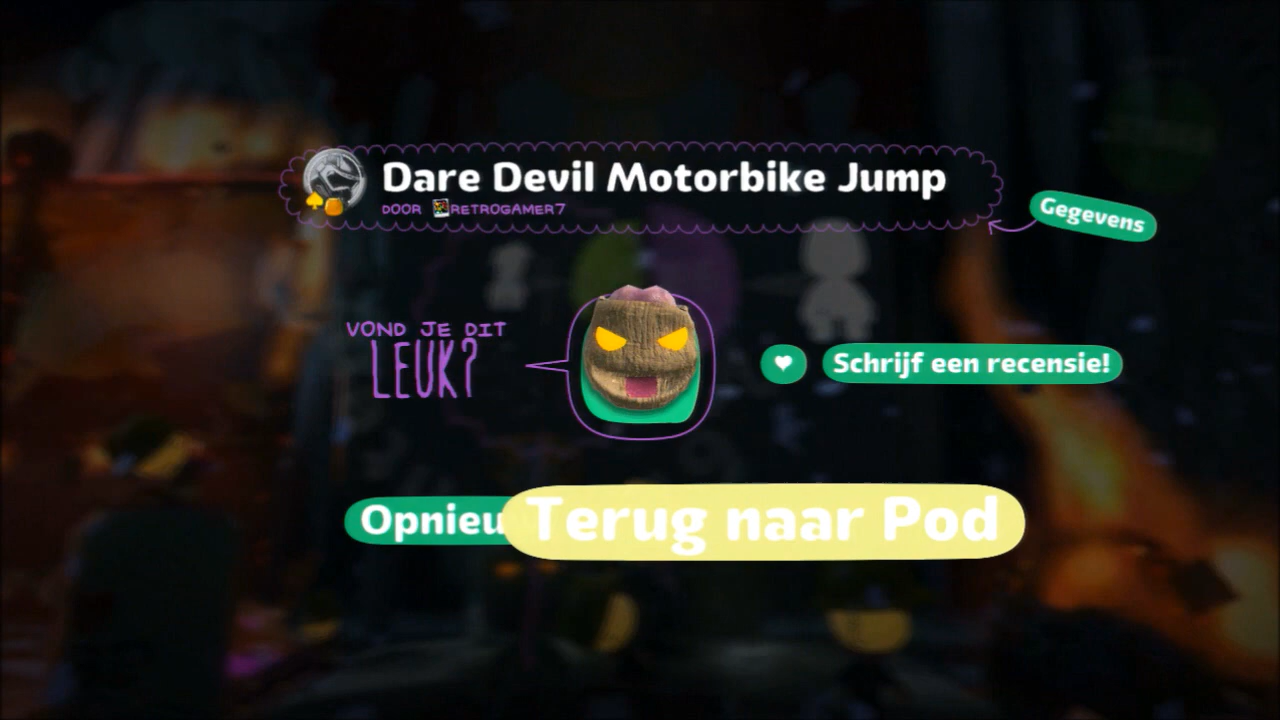 Dare Devil Motorbike Jump
DOOR RETROGAMER7
Gegevens
VOND JE DIT
LEUK?
Schrijf een recensie!
Opnieu
Terug naar Pod